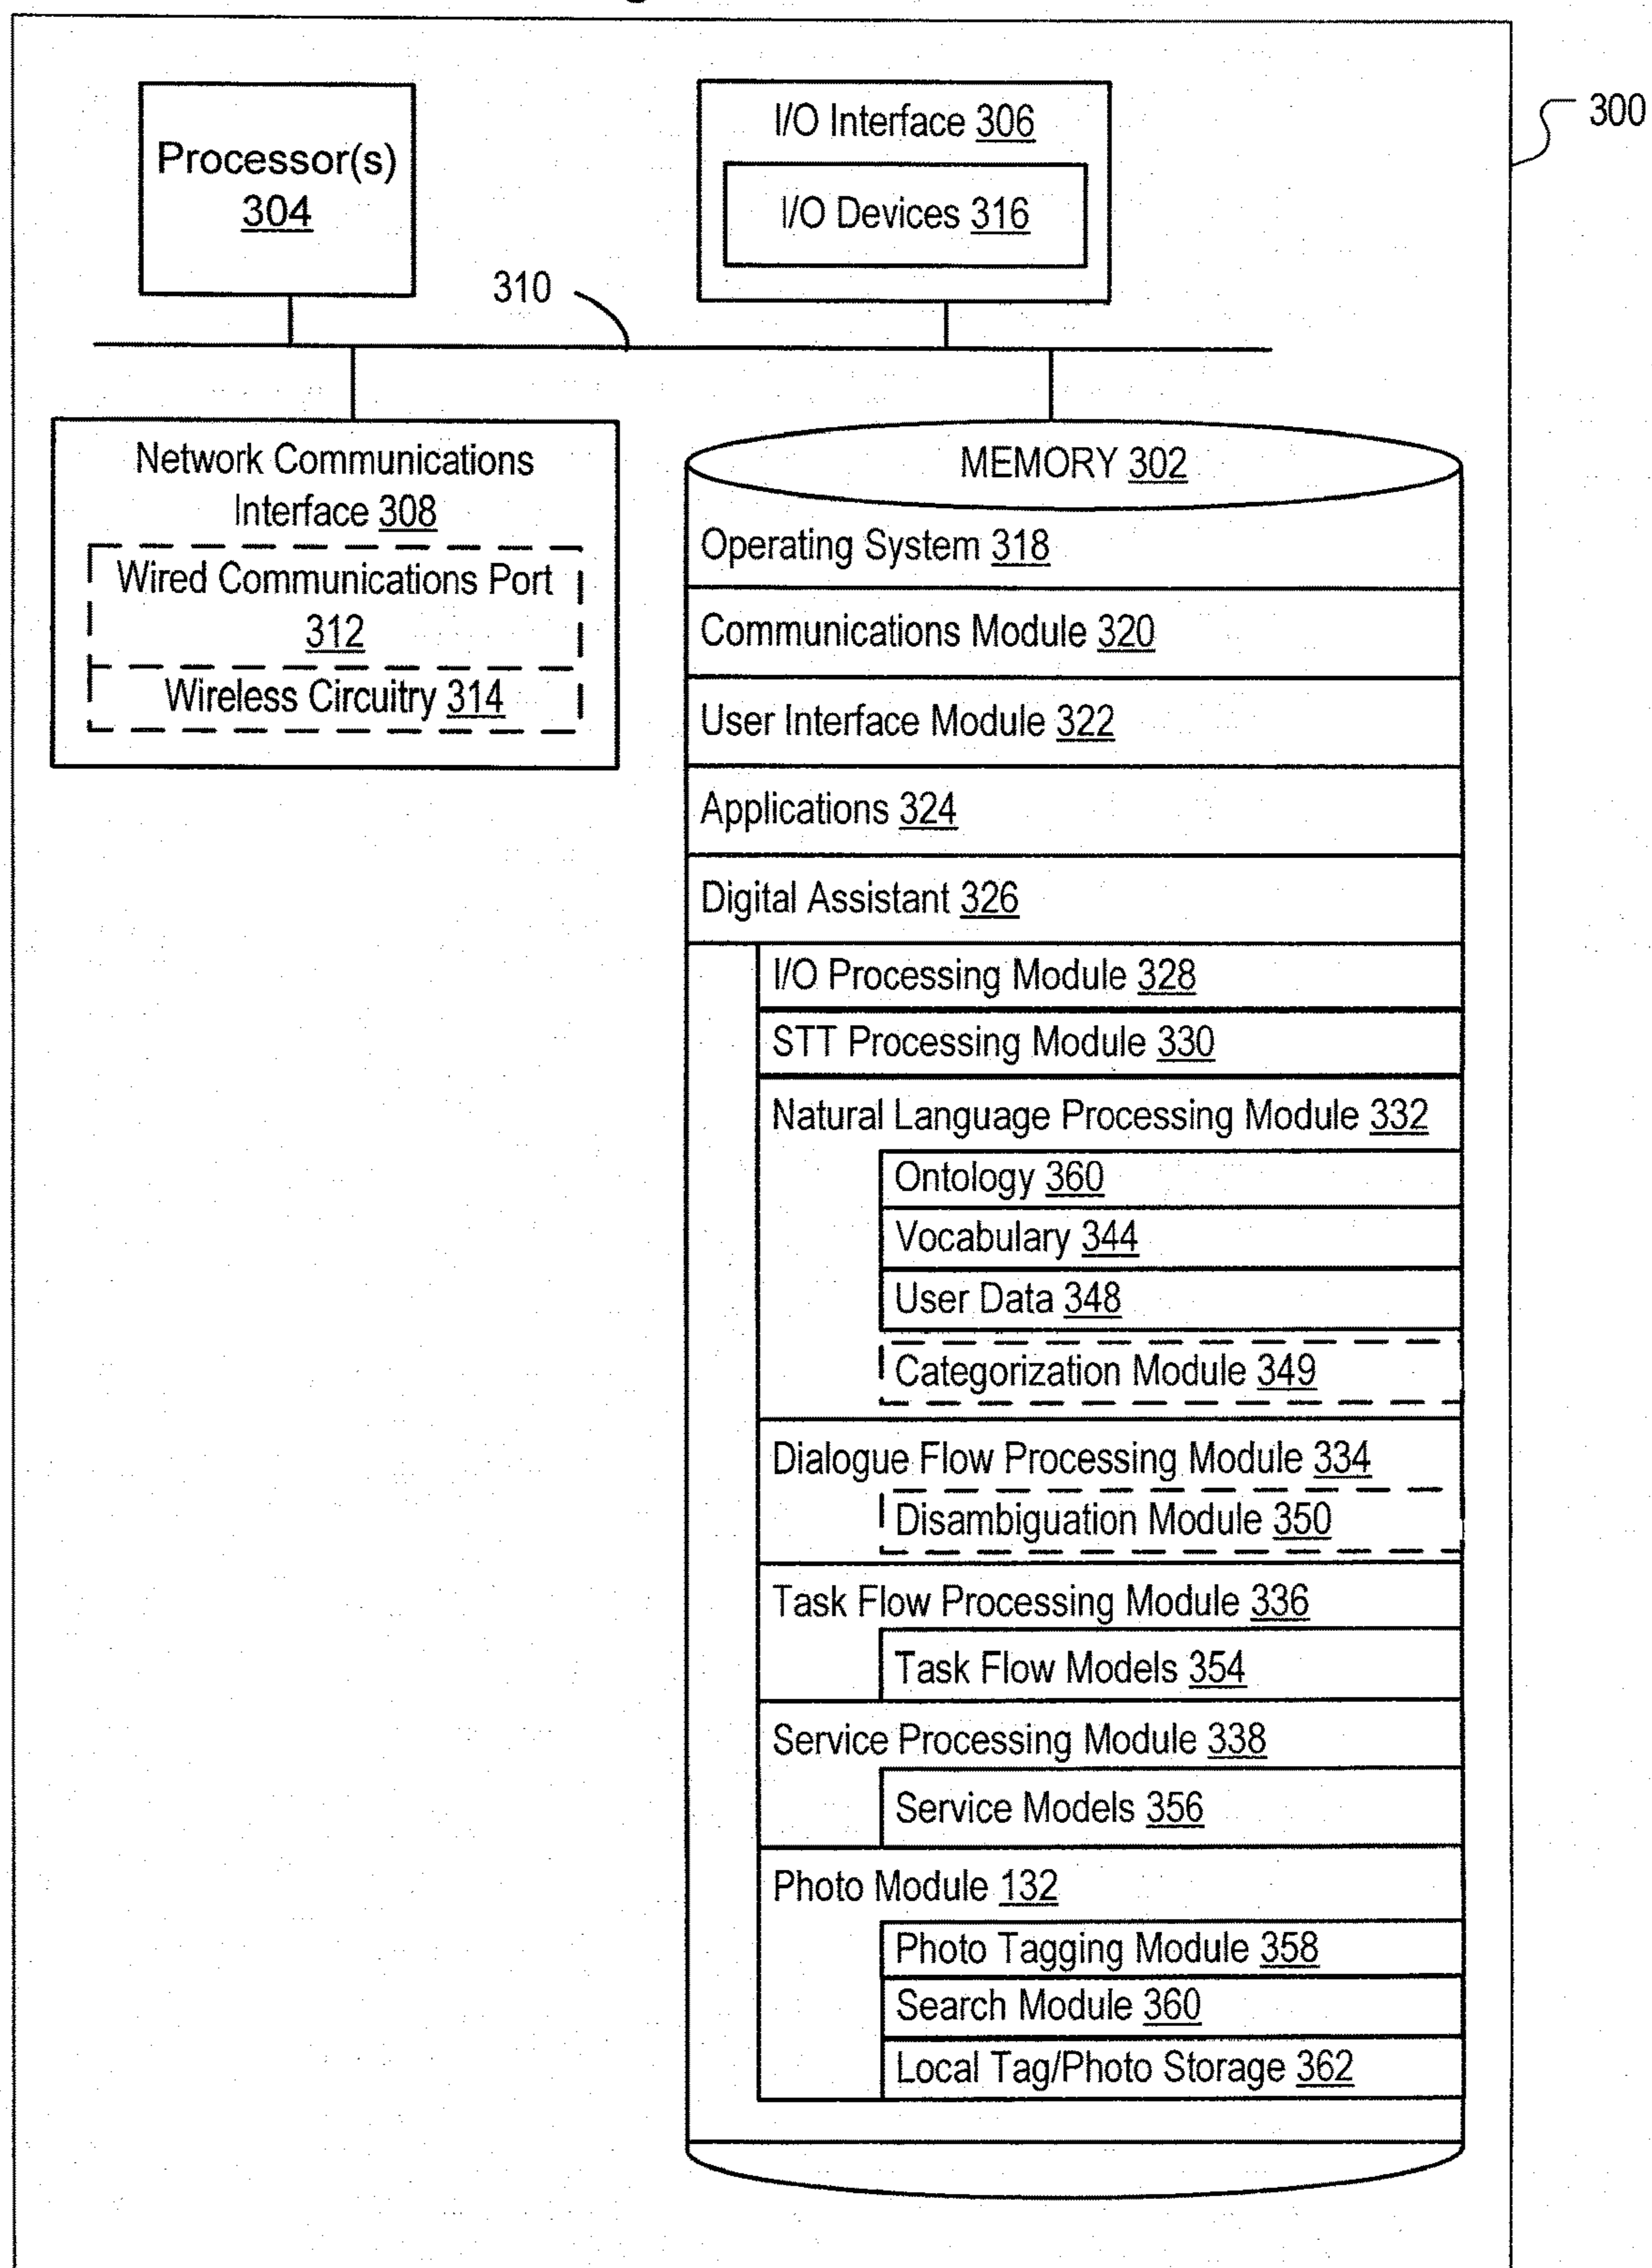 Processor(s)
304
I/O Interface 306
I/O Devices 316
300
310
Network Communications
Interface 308
Wired Communications Port
312
Wireless Circuitry 314
MEMORY 302
Operating System 318
Communications Module 320
User Interface Module 322
Applications 324
Digital Assistant 326
I/O Processing Module 328
STT Processing Module 330
Natural Language Processing Module 332
Ontology 360
Vocabulary 344
User Data 348
Categorization Module 349
Dialogue Flow Processing Module 334
Disambiguation Module 350
Task Flow Processing Module 336
Task Flow Models 354
Service Processing Module 338
Service Models 356
Photo Module 132
Photo Tagging Module 358
Search Module 360
Local Tag/Photo Storage 362